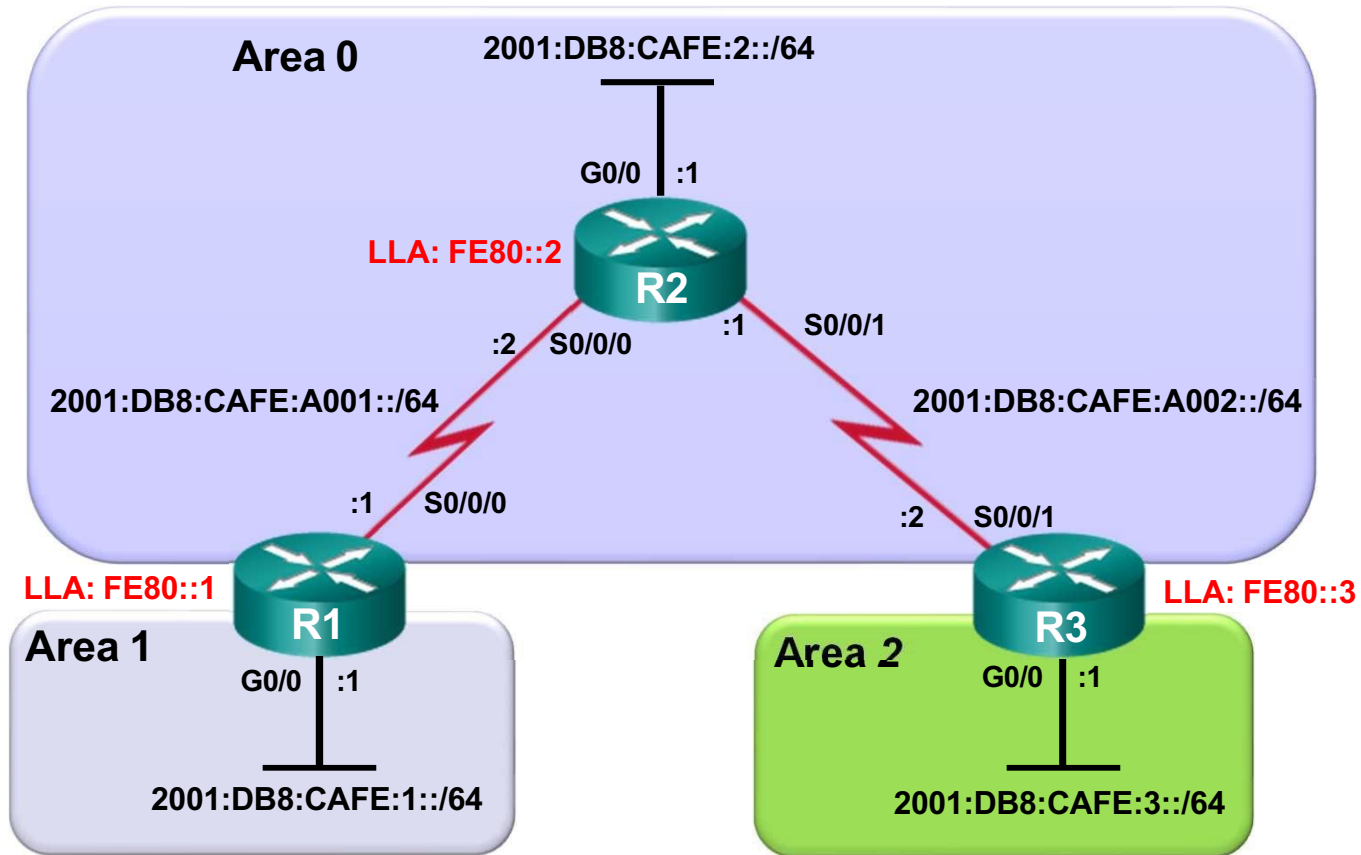 Area 0
2001:DB8:CAFE:2::/64
G0/0 :1
LLA: FE80::2
R2
:2 S0/0/0
:1 S0/0/1
2001:DB8:CAFE:A001::/64
2001:DB8:CAFE:A002::/64
:1 S0/0/0
:2 S0/0/1
LLA: FE80::1
R1
LLA: FE80::3
R3
Area 1
G0/0 :1
2001:DB8:CAFE:1::/64
Area 2
G0/0 :1
2001:DB8:CAFE:3::/64